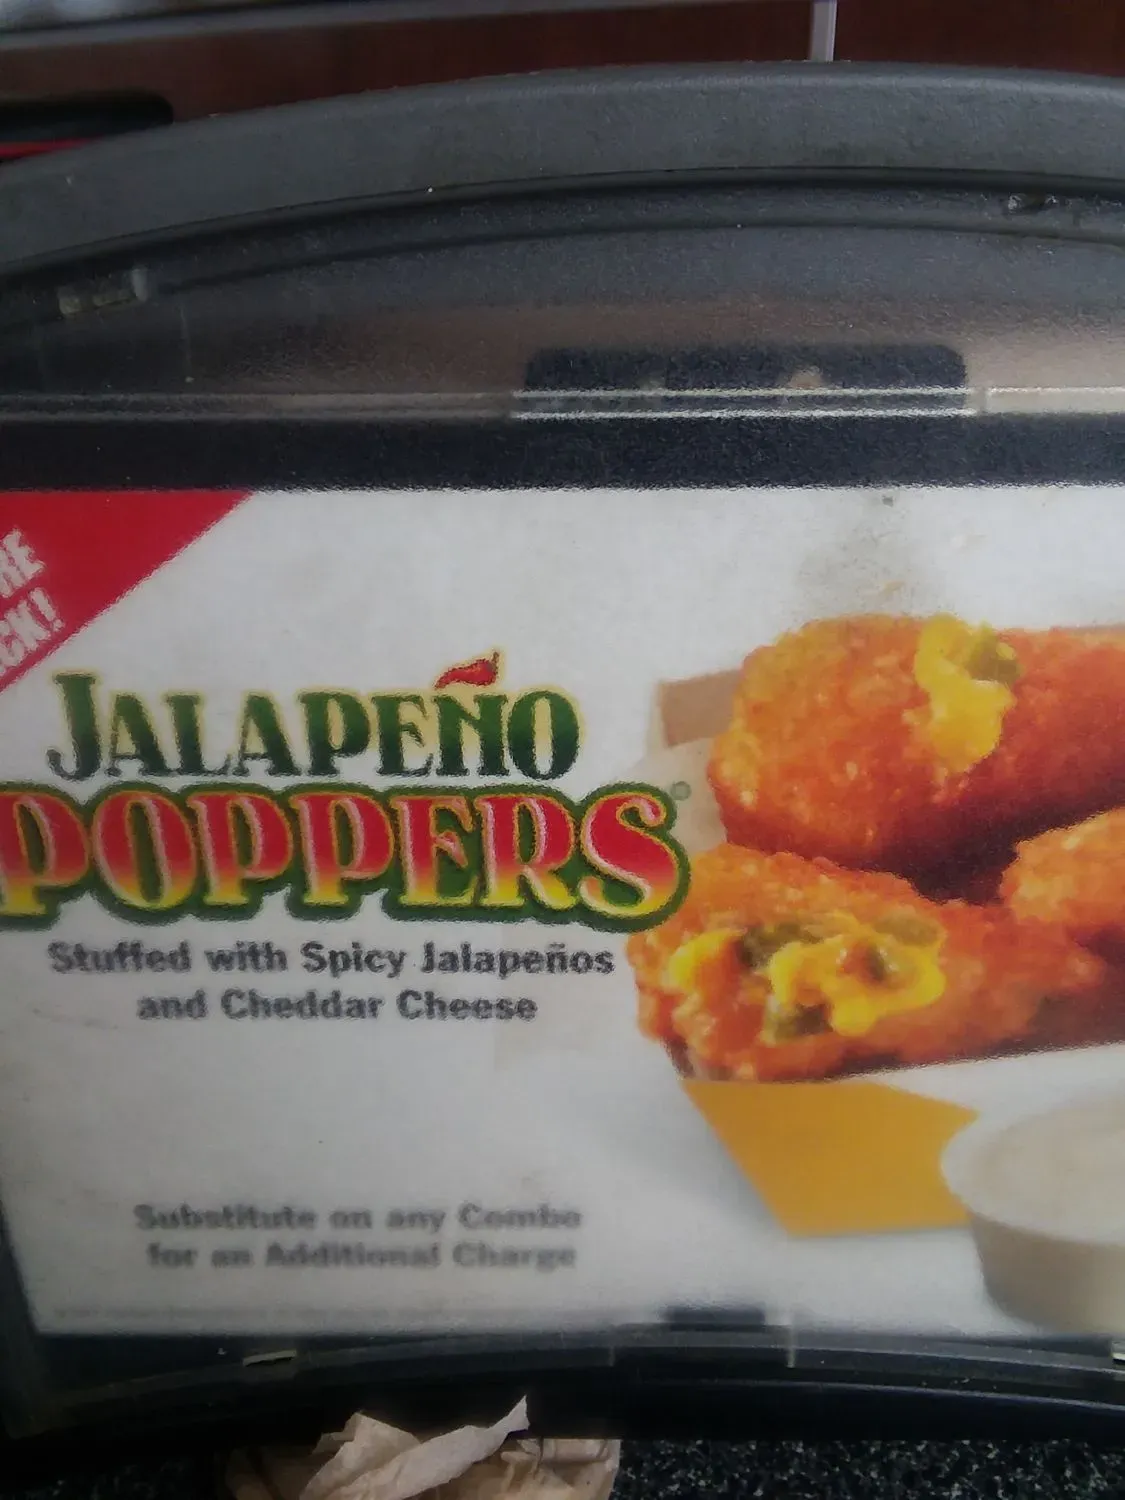 JALAPEÑO
POPPERS®
Stuffed with Spicy Jalapeños
and Cheddar Cheese
Substitute on any Combo
for an Additional Charge